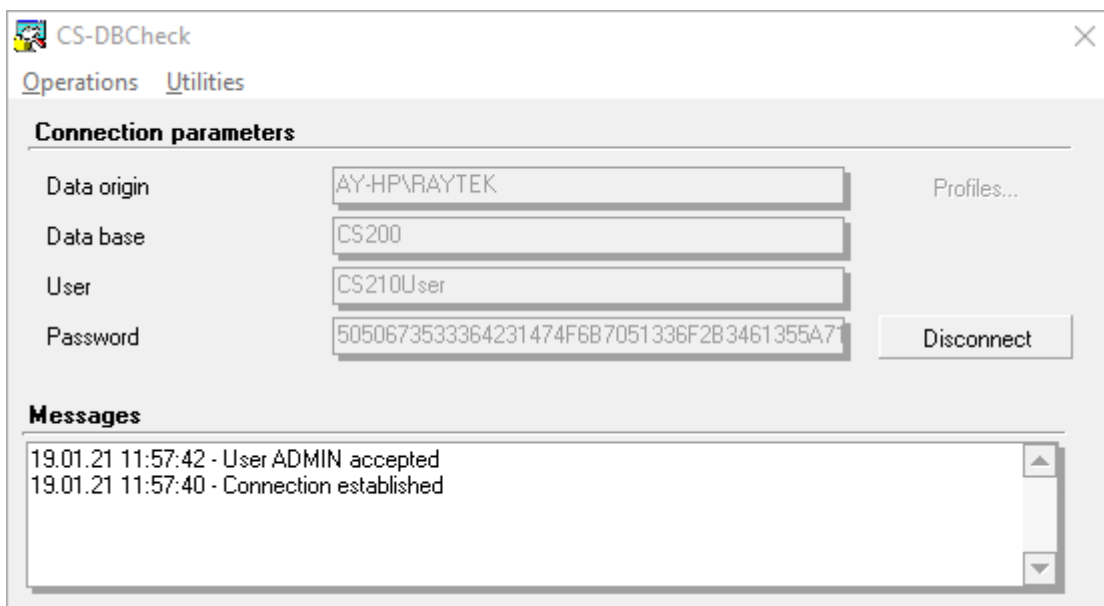 CS-DBCheck
Operations Utilities
Connection parameters
Data origin AY-HP\RAYTEK Profiles...
Data base CS200
User CS210User
Password 5050673533364231474F6B7051336F2B3461355A71 Disconnect
Messages
19.01.21 11:57:42 - User ADMIN accepted
19.01.21 11:57:40 - Connection established